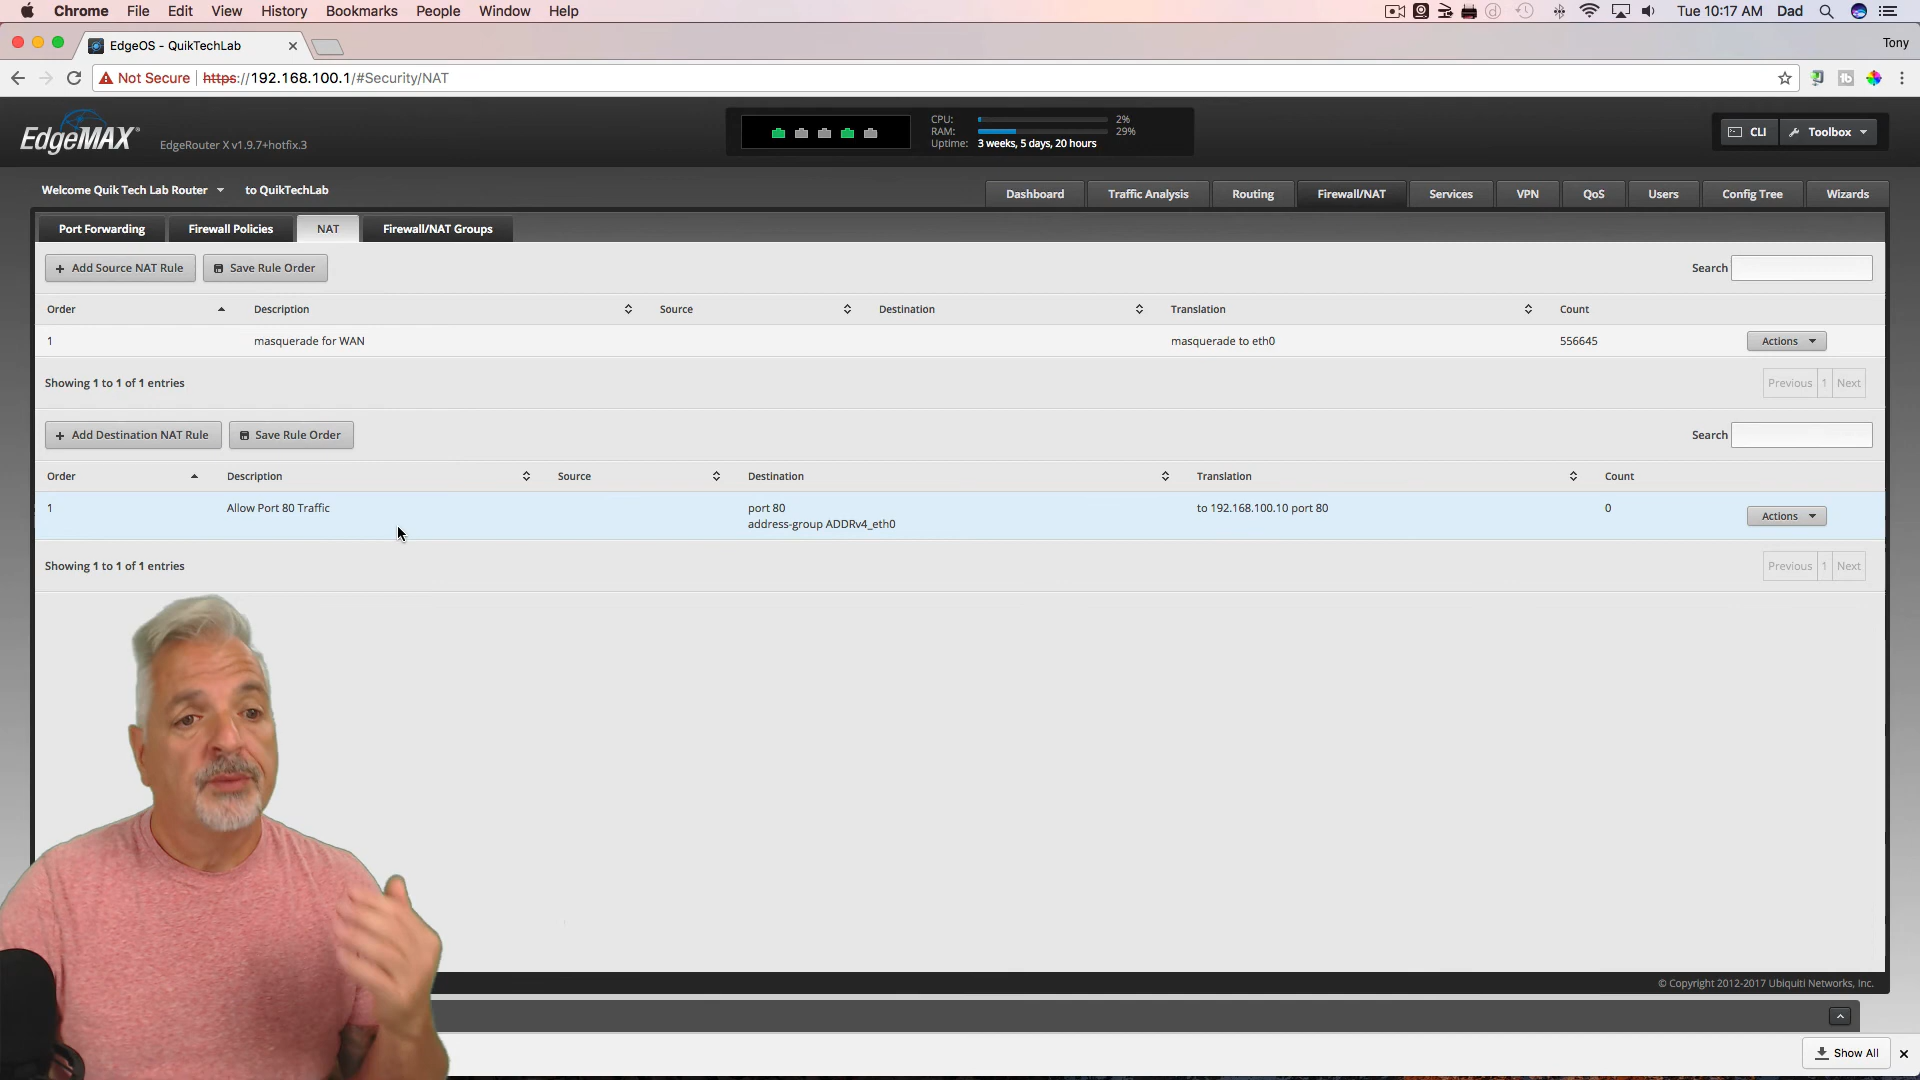 Chrome File Edit View History Bookmarks People Window Help Tue 10:17 AM Dad
EdgeOS - QuikTechLab Tony
Not Secure https://192.168.100.1/#Security/NAT
EdgeMAX EdgeRouter X v1.9.7+hotfix.3
CPU: 2%
RAM: 29%
Uptime: 3 weeks, 5 days, 20 hours
CLI Toolbox
Welcome Quik Tech Lab Router to QuikTechLab
Dashboard Traffic Analysis Routing Firewall/NAT Services VPN QoS Users Config Tree Wizards
Port Forwarding Firewall Policies NAT Firewall/NAT Groups
+ Add Source NAT Rule Save Rule Order Search
Order Description Source Destination Translation Count
1 masquerade for WAN masquerade to eth0 556645 Actions
Showing 1 to 1 of 1 entries Previous 1 Next
+ Add Destination NAT Rule Save Rule Order Search
Order Description Source Destination Translation Count
1 Allow Port 80 Traffic port 80 to 192.168.100.10 port 80 0 Actions
address-group ADDRv4_eth0
Showing 1 to 1 of 1 entries Previous 1 Next
© Copyright 2012-2017 Ubiquiti Networks, Inc.
Show All